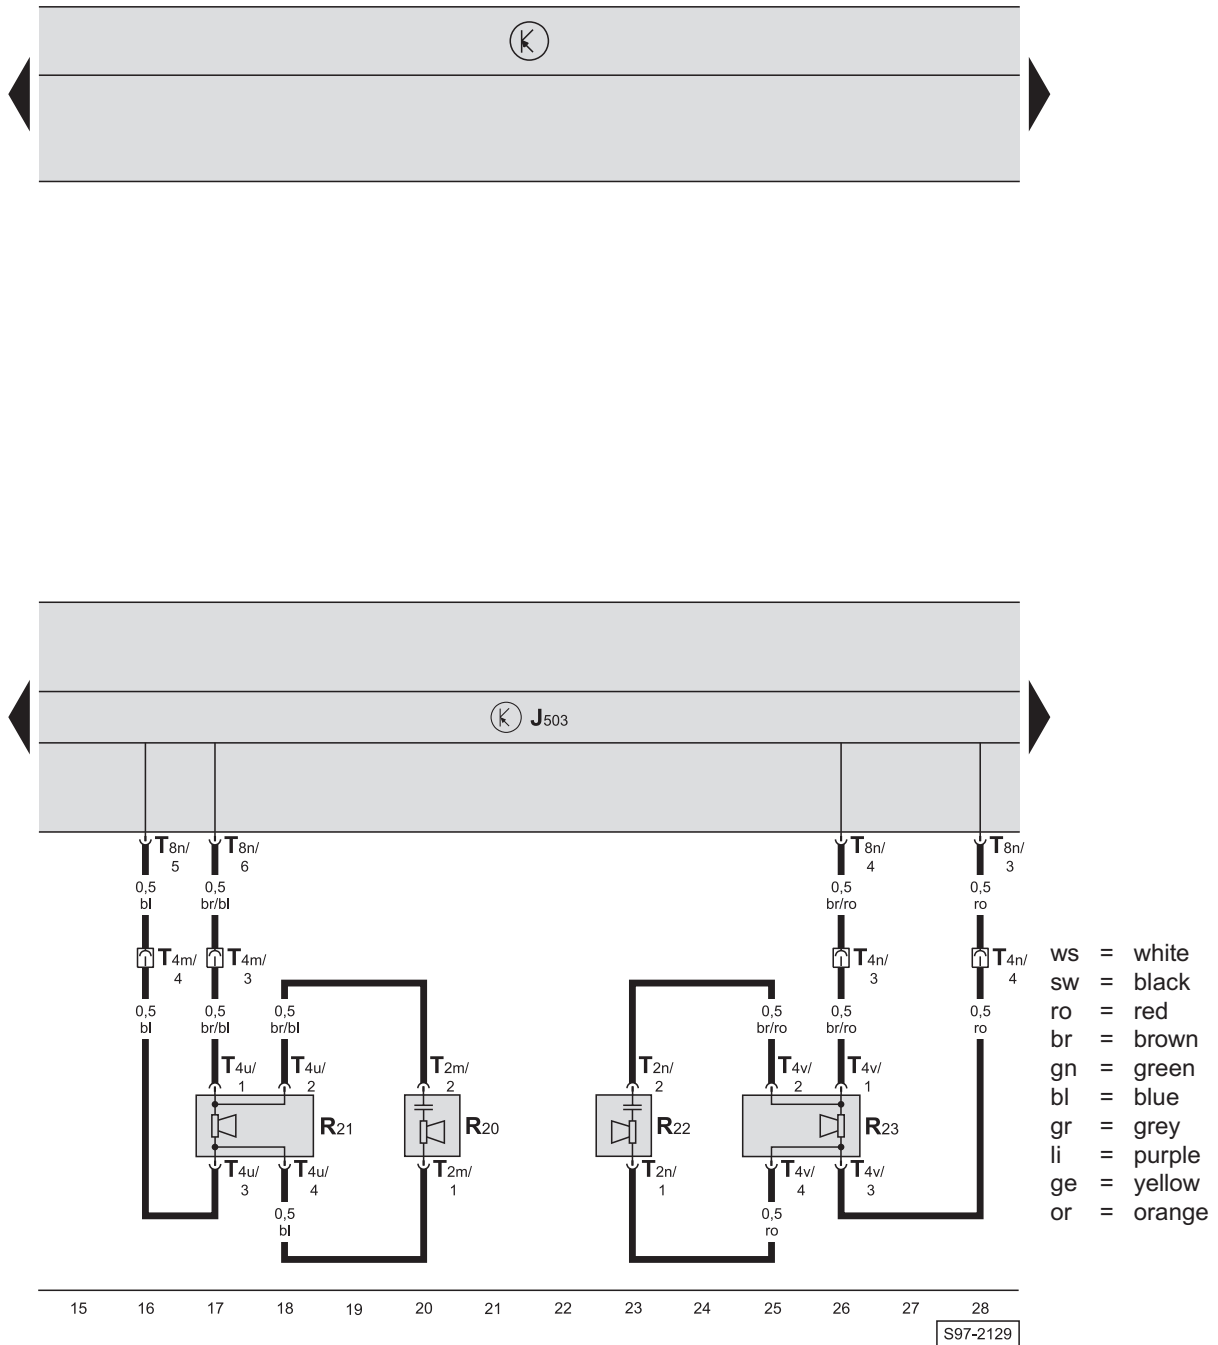 J503
T8n/ T8n/ T8n/ T8n/
5 6 4 3
0,5 0,5 0,5 0,5
bl br/bl br/ro ro
T4m/ T4m/ T4n/ T4n/
4 3 3 4
0,5 0,5 0,5 0,5 0,5 0,5
bl br/bl br/bl br/ro br/ro ro
T4u/ T4u/ T2m/ T2n/ T4v/ T4v/
1 2 2 2 2 1
R21 R20 R22 R23
T4u/ T4u/ T2m/ T2n/ T4v/ T4v/
3 4 1 1 4 3
0,5 0,5
bl ro
ws = white
sw = black
ro = red
br = brown
gn = green
bl = blue
gr = grey
li = purple
ge = yellow
or = orange
15 16 17 18 19 20 21 22 23 24 25 26 27 28
S97-2129